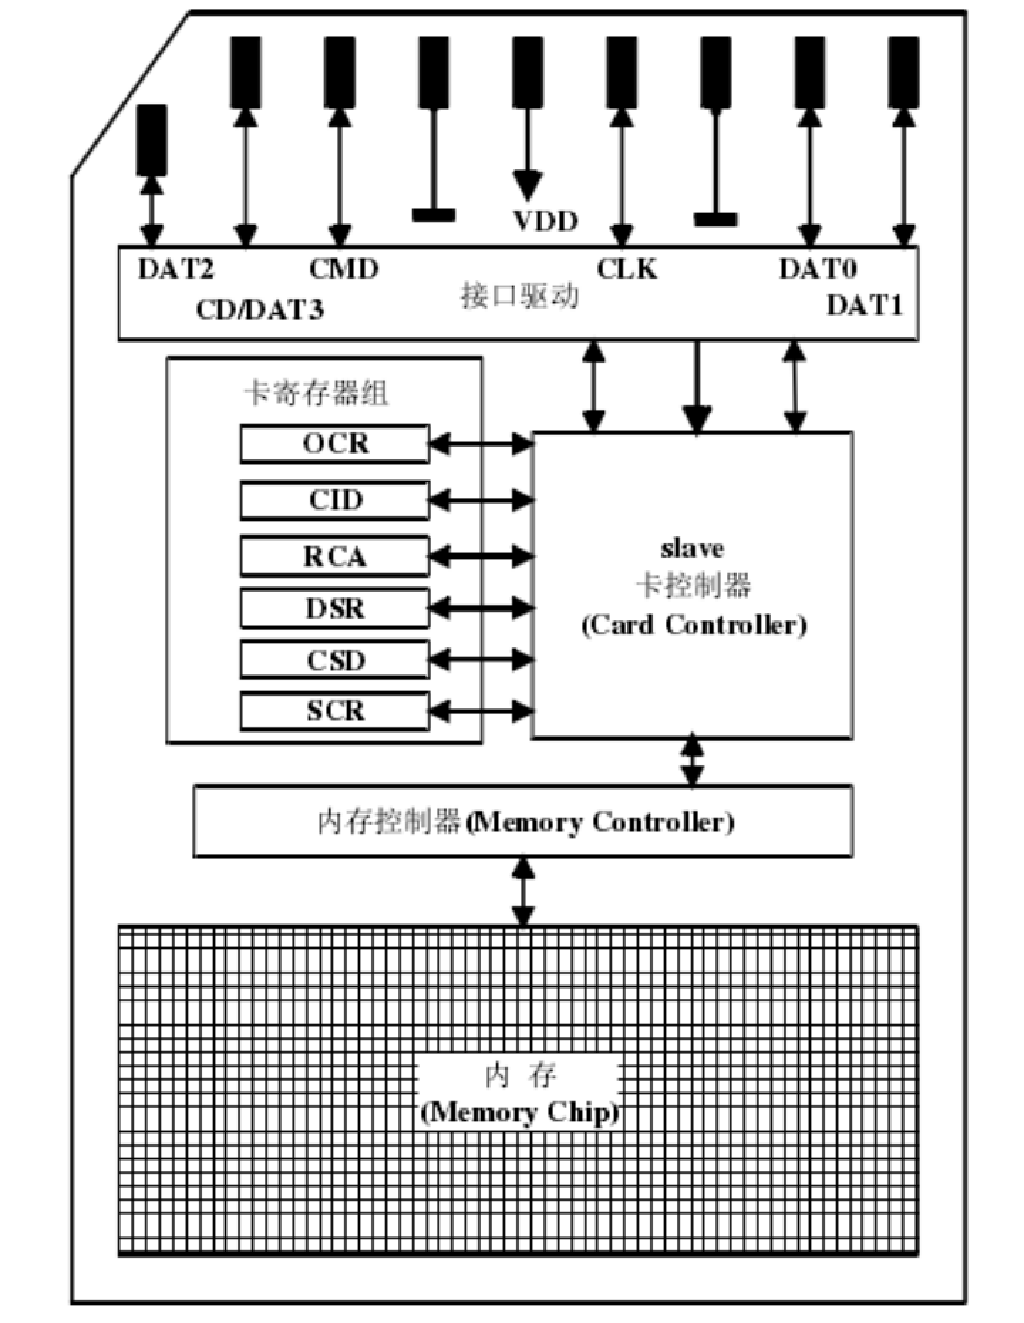 VDD
DAT2
CMD
CLK
DAT0
CD/DAT3
接口驱动
DAT1
卡寄存器组
OCR
CID
RCA
DSR
CSD
SCR
slave
卡控制器
(Card Controller)
内存控制器(Memory Controller)
内 存
(Memory Chip)